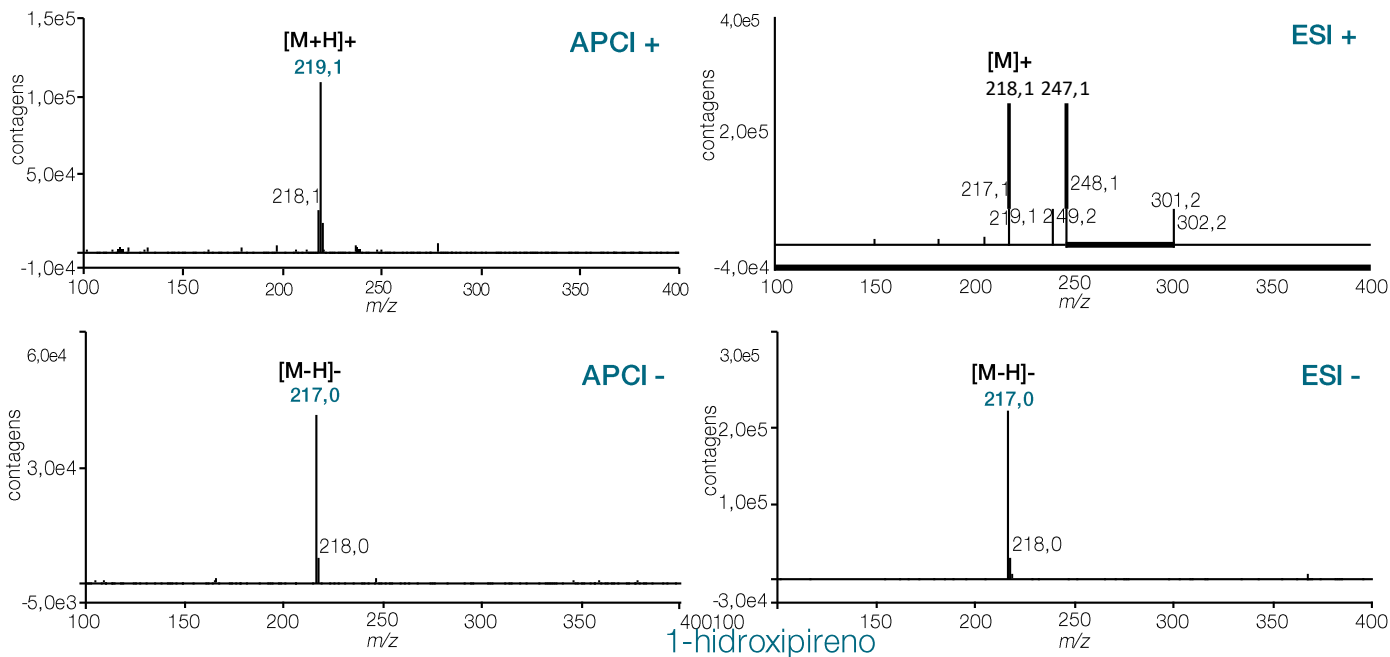 1,5e5
[M+H]+
APCI +
219,1
1,0e5
contagens
5,0e4
218,1
-1,0e4
100 150 200 250 300 350 400
m/z
4,0e5
ESI +
[M]+
218,1 247,1
2,0e5
contagens
217,1
248,1
219,1 249,2
301,2
302,2
-4,0e4
100 150 200 250 300 350 400
m/z
6,0e4
[M-H]-
APCI -
217,0
contagens
3,0e4
218,0
-5,0e3
100 150 200 250 300 350 400
m/z
3,0e5
[M-H]-
ESI -
217,0
2,0e5
contagens
1,0e5
218,0
-3,0e4
100 150 200 250 300 350 400
m/z
1-hidroxipireno